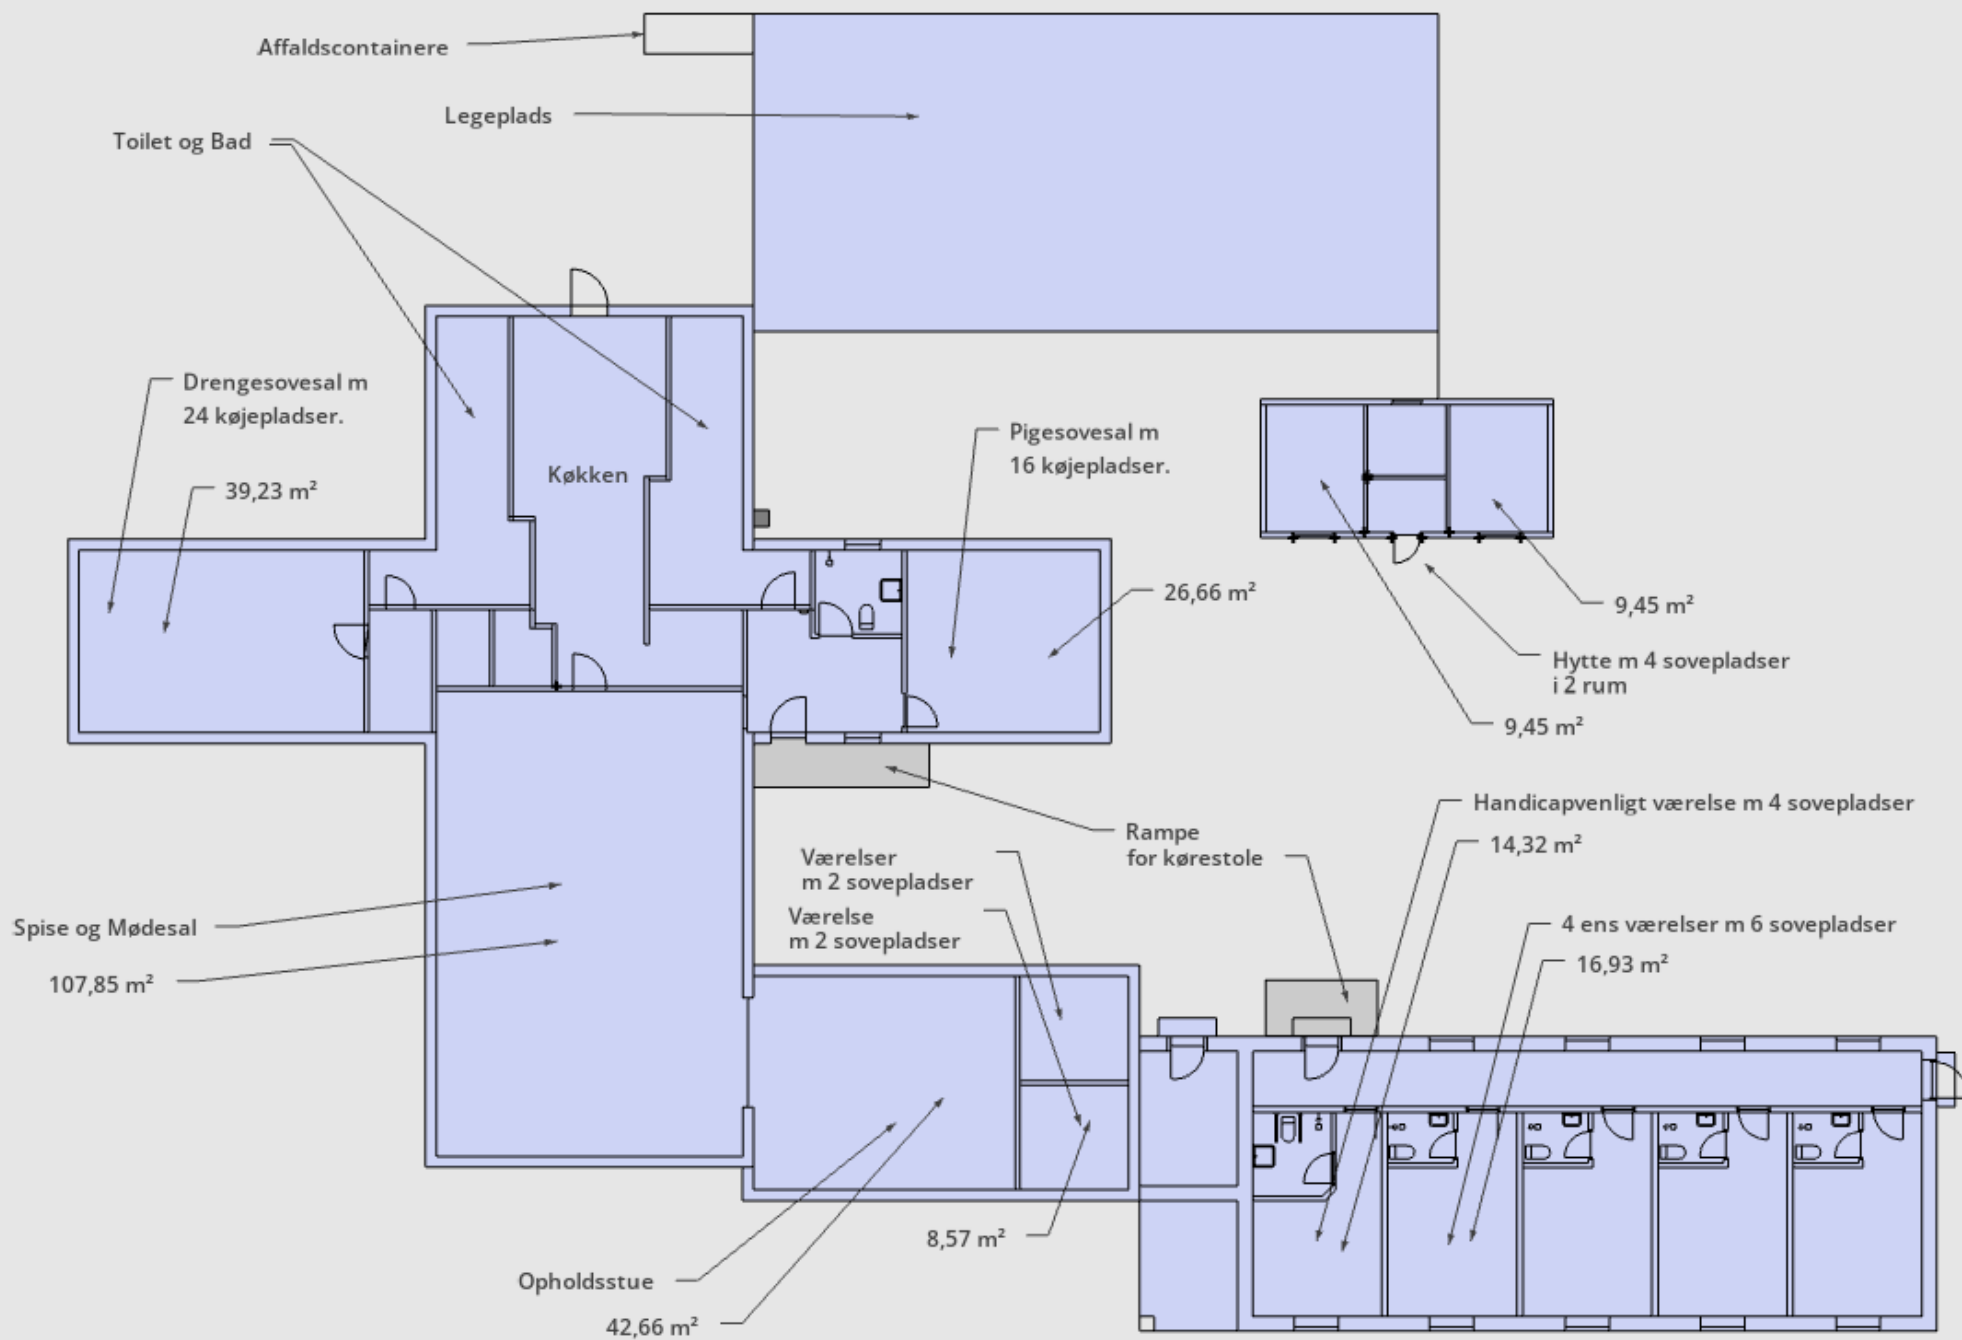 Affaldscontainere
Legeplads
Toilet og Bad
Drengesovesal m
24 køjepladser.
39,23 m²
Køkken
Pigesovesal m
16 køjepladser.
26,66 m²
9,45 m²
Hytte m 4 sovepladser
i 2 rum
9,45 m²
Handicapvenligt værelse m 4 sovepladser
14,32 m²
Rampe
for kørestole
Værelser
m 2 sovepladser
Værelse
m 2 sovepladser
4 ens værelser m 6 sovepladser
16,93 m²
Spise og Mødesal
107,85 m²
8,57 m²
Opholdsstue
42,66 m²